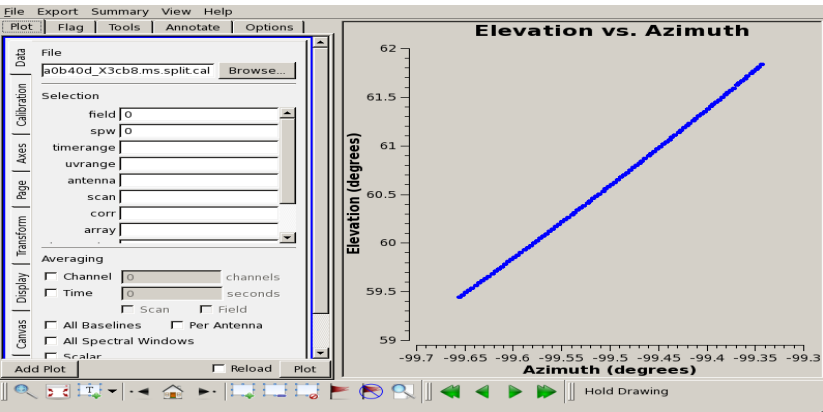 File Export Summary View Help
Plot Flag Tools Annotate Options
Data
Calibration
Axes
Page
Transform
Display
Canvas
File
a0b40d_X3cb8.ms.split.cal Browse...
Selection
field 0
spw 0
timerange
uvrange
antenna
scan
corr
array
Averaging
Channel 0 channels
Time 0 seconds
Scan Field
All Baselines Per Antenna
All Spectral Windows
Scalar
Add Plot Reload Plot
Elevation vs. Azimuth
Elevation (degrees)
62
61.5
61
60.5
60
59.5
59
-99.7 -99.65 -99.6 -99.55 -99.5 -99.45 -99.4 -99.35 -99.3
Azimuth (degrees)
Hold Drawing